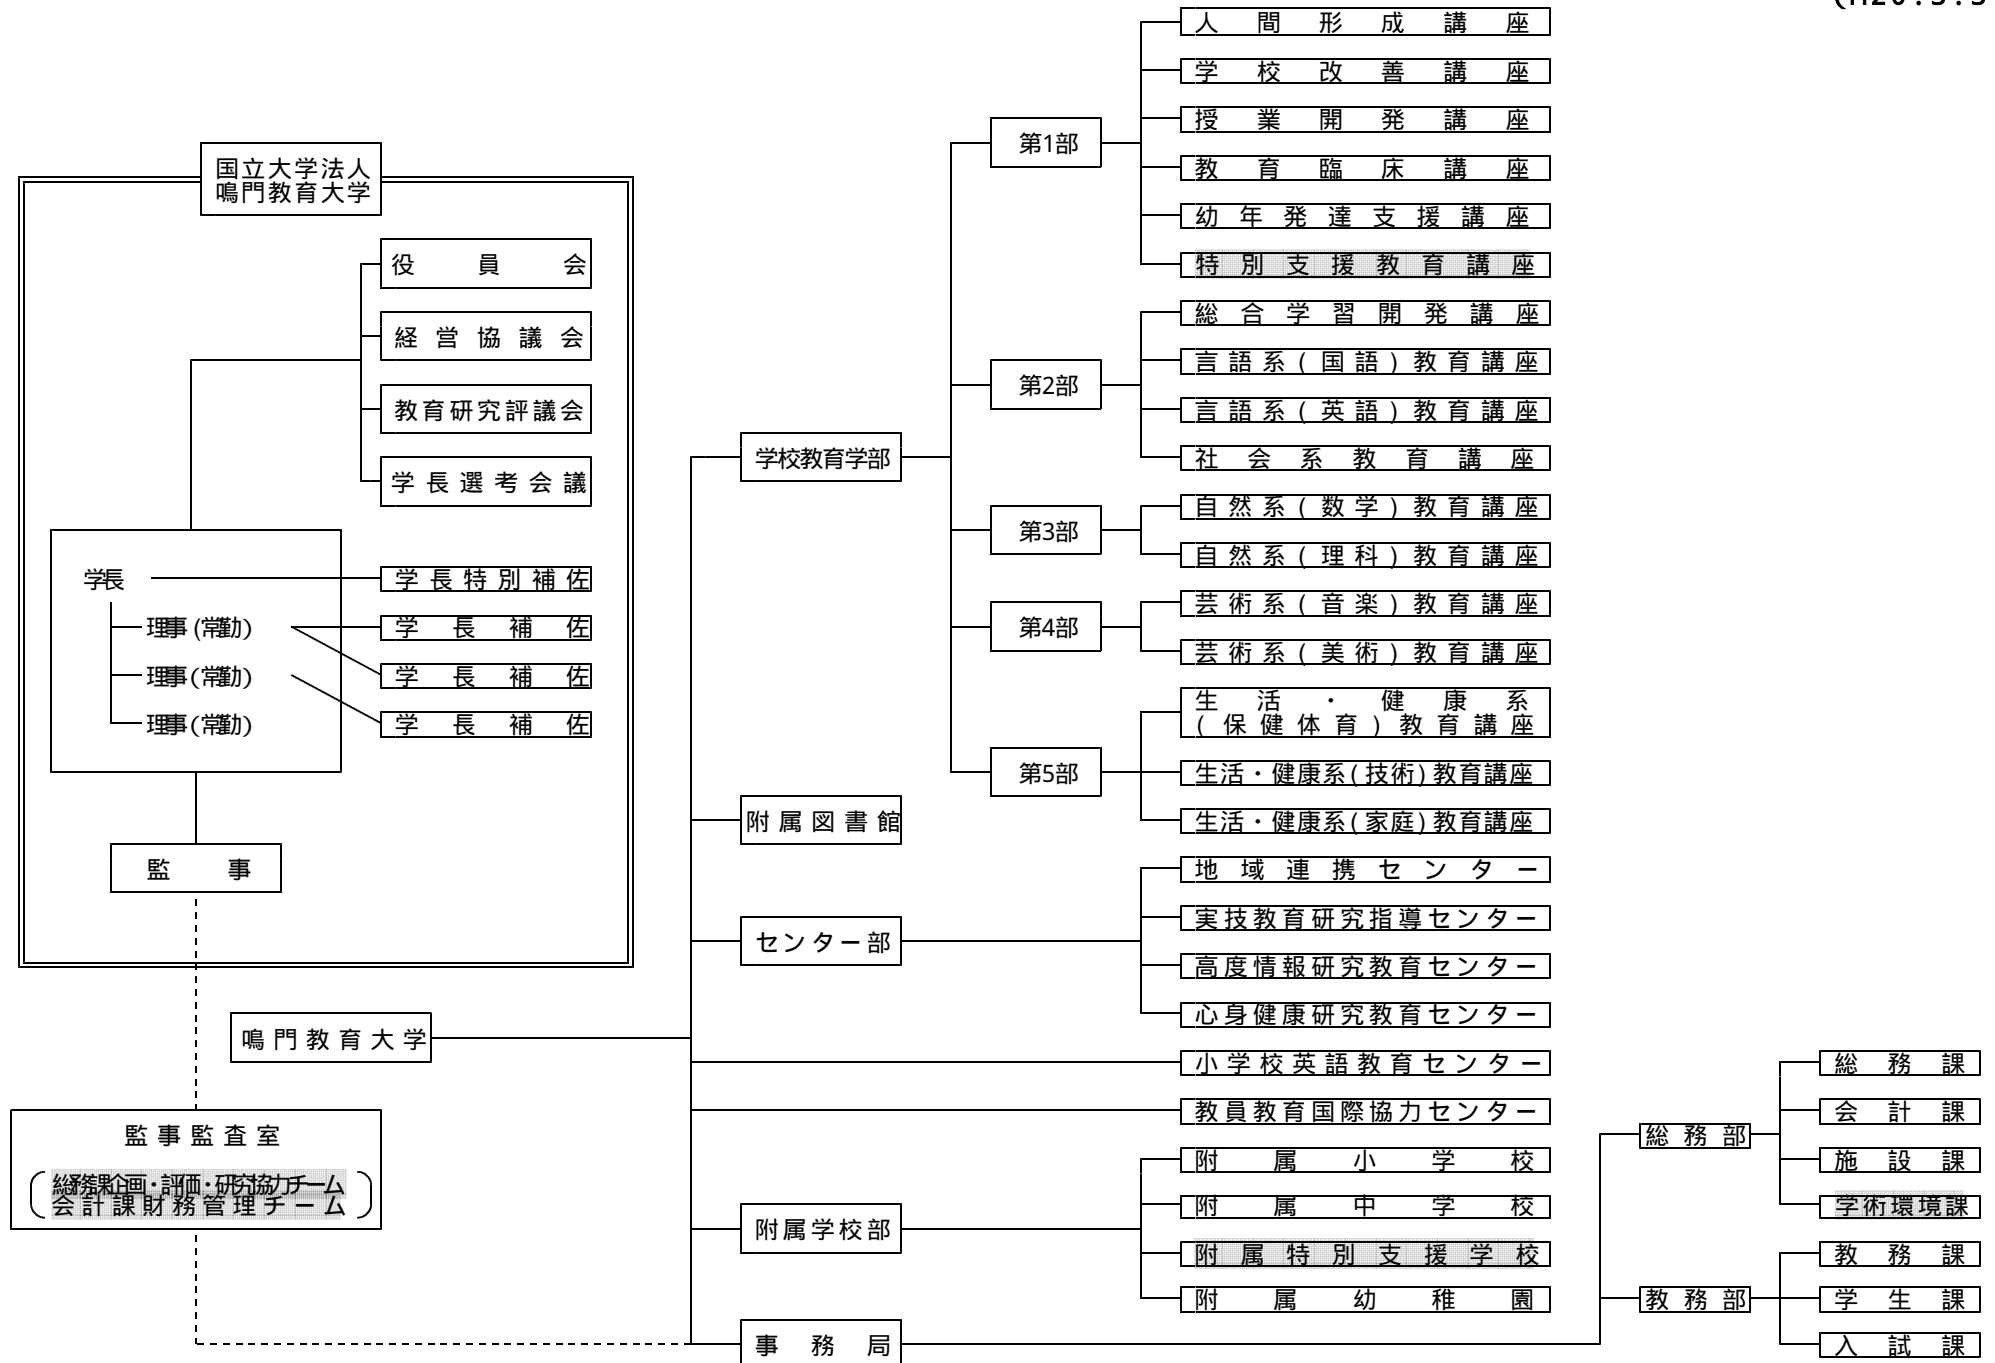 国立大学法人
鳴門教育大学
役員会
経営協議会
教育研究評議会
学長選考会議
学長
理事(常勤)
理事(常勤)
理事(常勤)
学長特別補佐
学長補佐
学長補佐
学長補佐
監事
鳴門教育大学
監事監査室
総務課企画・評価・研究協力チーム
会計課財務管理チーム
学校教育学部
第1部
人間形成講座
学校改善講座
授業開発講座
教育臨床講座
幼年発達支援講座
特別支援教育講座
第2部
総合学習開発講座
言語系(国語)教育講座
言語系(英語)教育講座
社会系教育講座
第3部
自然系(数学)教育講座
自然系(理科)教育講座
第4部
芸術系(音楽)教育講座
芸術系(美術)教育講座
第5部
生活・健康系
(保健体育)教育講座
生活・健康系(技術)教育講座
生活・健康系(家庭)教育講座
附属図書館
センター部
地域連携センター
実技教育研究指導センター
高度情報研究教育センター
心身健康研究教育センター
小学校英語教育センター
教員教育国際協力センター
附属学校部
附属小学校
附属中学校
附属特別支援学校
附属幼稚園
事務局
総務部
総務課
会計課
施設課
学術環境課
教務部
教務課
学生課
入試課